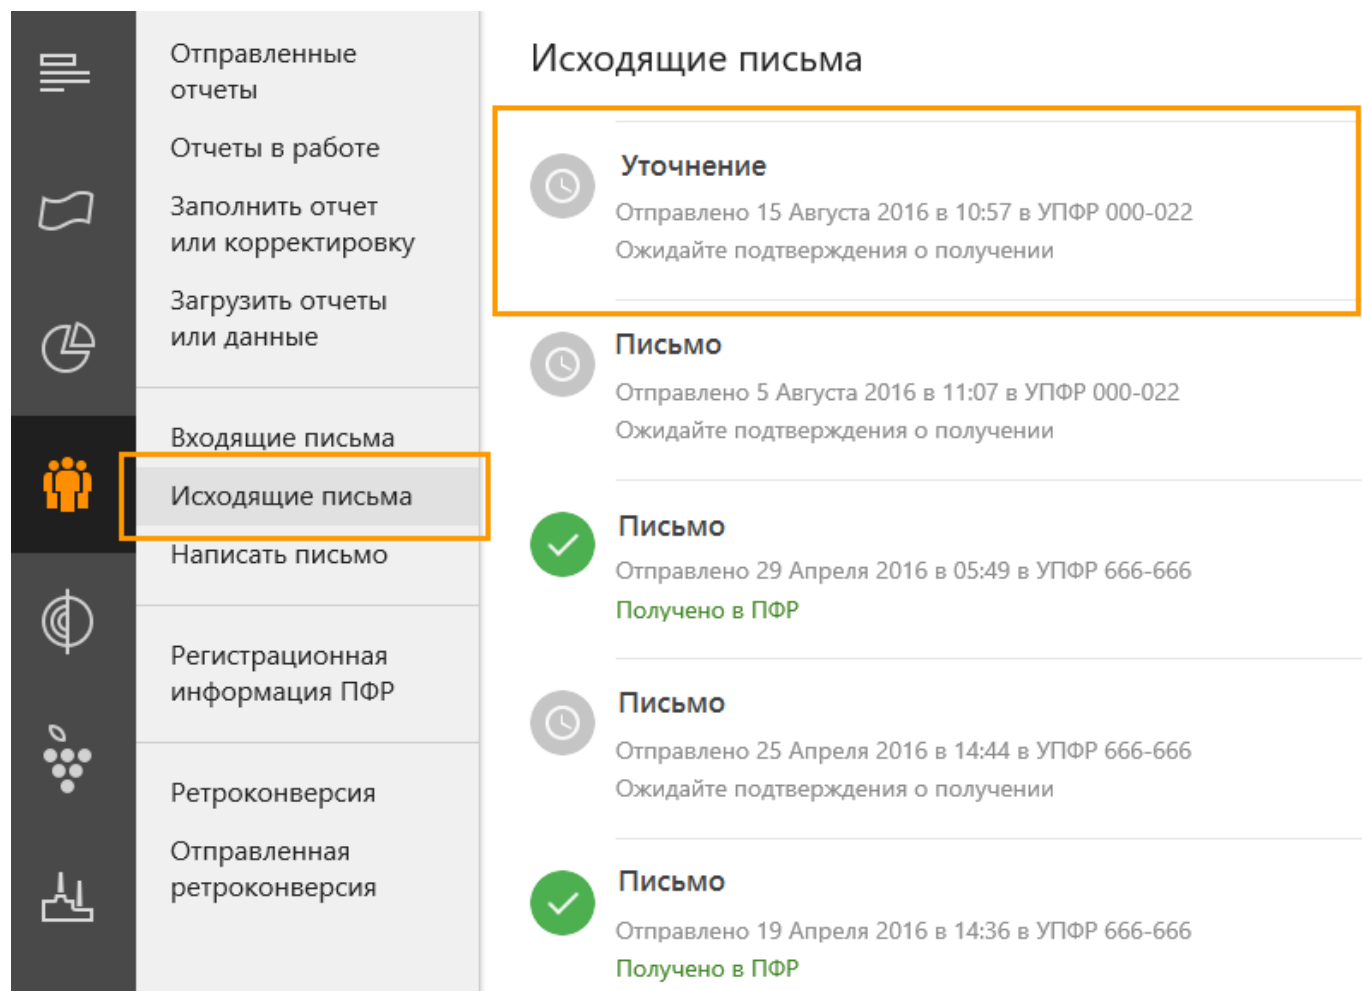 Отправленные
отчеты
Отчеты в работе
Заполнить отчет
или корректировку
Загрузить отчеты
или данные
Входящие письма
Исходящие письма
Написать письмо
Регистрационная
информация ПФР
Ретроконверсия
Отправленная
ретроконверсия
Исходящие письма
Уточнение
Отправлено 15 Августа 2016 в 10:57 в УПФР 000-022
Ожидайте подтверждения о получении
Письмо
Отправлено 5 Августа 2016 в 11:07 в УПФР 000-022
Ожидайте подтверждения о получении
Письмо
Отправлено 29 Апреля 2016 в 05:49 в УПФР 666-666
Получено в ПФР
Письмо
Отправлено 25 Апреля 2016 в 14:44 в УПФР 666-666
Ожидайте подтверждения о получении
Письмо
Отправлено 19 Апреля 2016 в 14:36 в УПФР 666-666
Получено в ПФР